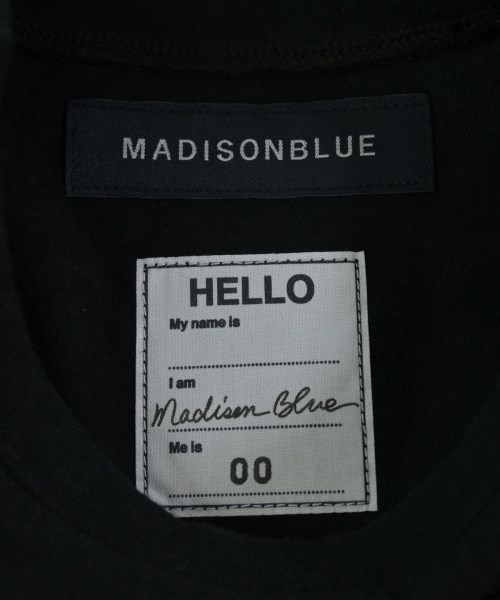 MADISONBLUE
HELLO
My name is
I am
Madison Blue
Me is
00